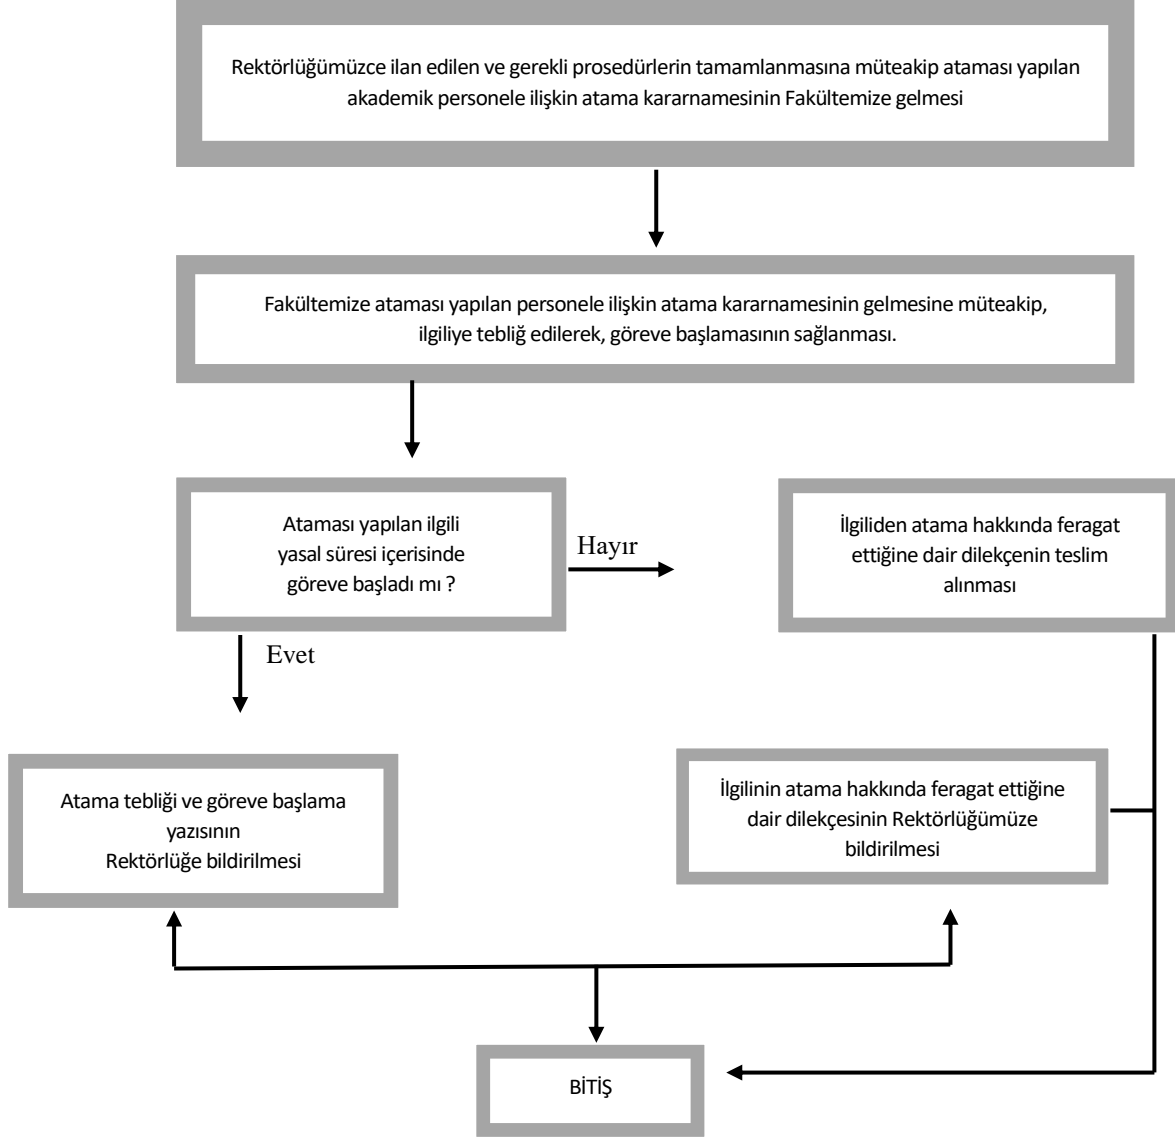 Rektörlüğümüzce ilan edilen ve gerekli prosedürlerin tamamlanmasına müteakip ataması yapılan
akademik personele ilişkin atama kararnamesinin Fakültemize gelmesi
Fakültemize ataması yapılan personele ilişkin atama kararnamesinin gelmesine müteakip,
ilgiliye tebliğ edilerek, göreve başlamasının sağlanması.
Ataması yapılan ilgili
yasal süresi içerisinde
göreve başladı mı ?
Hayır
İlgiliden atama hakkında feragat
ettiğine dair dilekçenin teslim
alınması
Evet
Atama tebliği ve göreve başlama
yazısının
Rektörlüğe bildirilmesi
İlgilinin atama hakkında feragat ettiğine
dair dilekçesinin Rektörlüğümüze
bildirilmesi
BİTİŞ